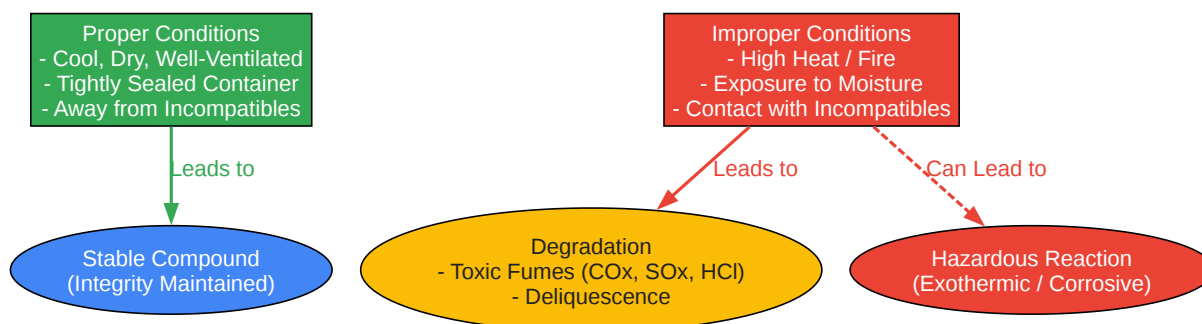 Proper Conditions
- Cool, Dry, Well-Ventilated
- Tightly Sealed Container
- Away from Incompatibles
Improper Conditions
- High Heat / Fire
- Exposure to Moisture
- Contact with Incompatibles
Leads to
Leads to
Can Lead to
Stable Compound
(Integrity Maintained)
Degradation
- Toxic Fumes (COx, SOx, HCl)
- Deliquescence
Hazardous Reaction
(Exothermic / Corrosive)